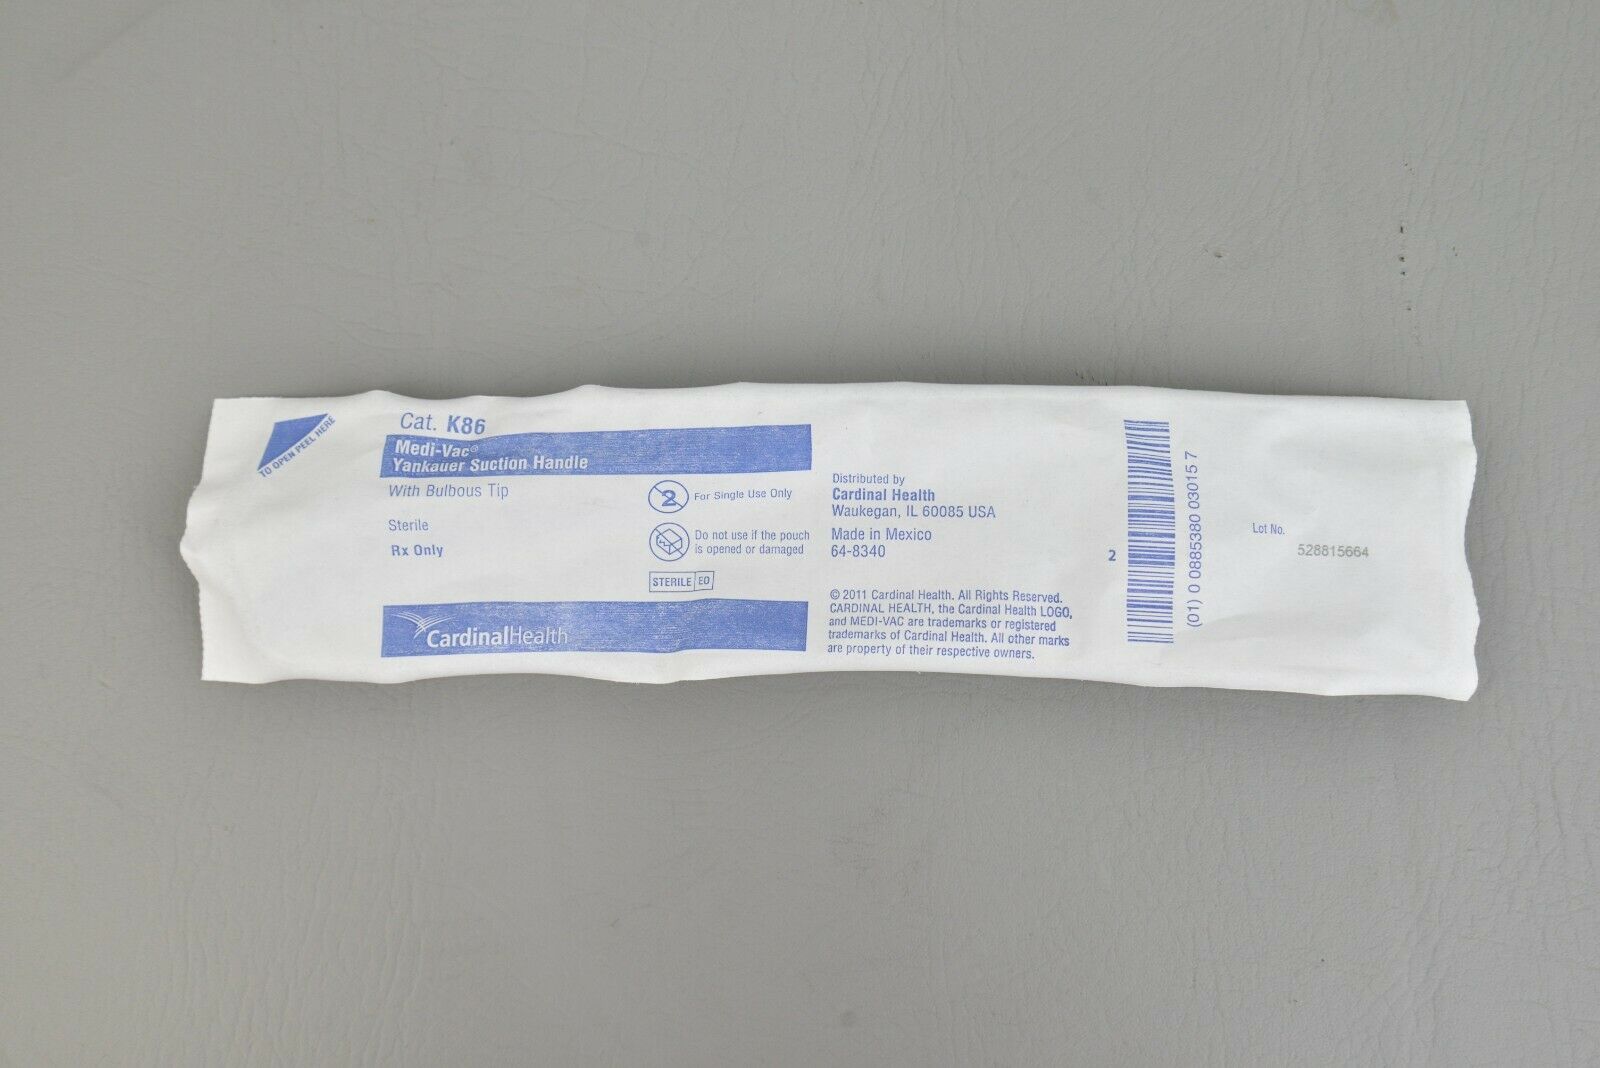 TO OPEN PEEL HERE
Cat. K86
Medi-Vac®
Yankauer Suction Handle
With Bulbous Tip
Sterile
Rx Only
2
For Single Use Only
Do not use if the pouch
is opened or damaged
STERILE EO
CardinalHealth
Distributed by
Cardinal Health
Waukegan, IL 60085 USA
Made in Mexico
64-8340
© 2011 Cardinal Health. All Rights Reserved.
CARDINAL HEALTH, the Cardinal Health LOGO,
and MEDI-VAC are trademarks or registered
trademarks of Cardinal Health. All other marks
are property of their respective owners.
2
(01) 0 0885380 030157
Lot No.
528815664